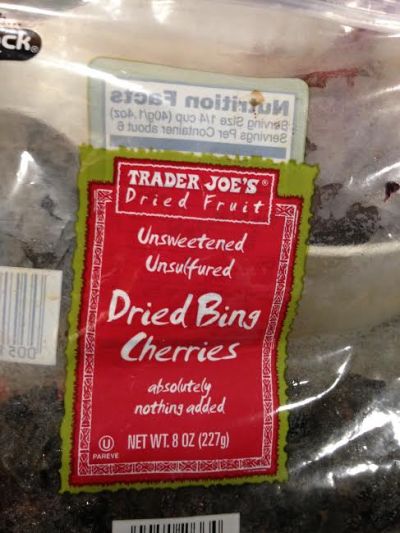 ck®
Nutrition Facts
Serving Size 1/4 cup (40g/1.4oz)
Servings Per Container about 6
TRADER JOE'S®
Dried Fruit
Unsweetened
Unsulfured
Dried Bing
Cherries
absolutely
nothing added
U
PAREVE
NET WT. 8 OZ (227g)